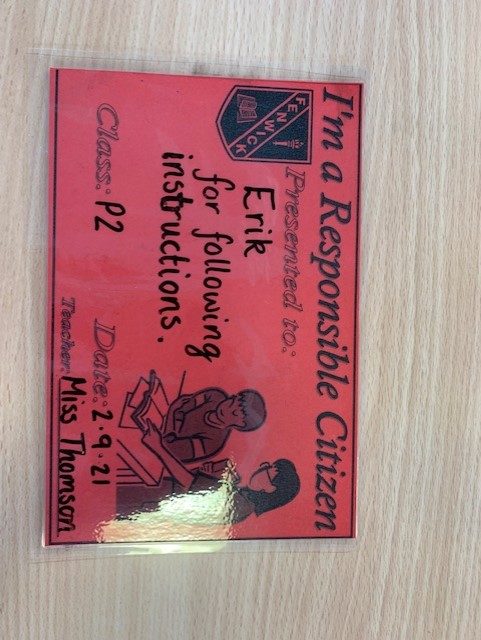 I'm a Responsible Citizen
FENWICK
Presented to:
Erik
for following
instructions.
Class: P2
Date: 2.9.21
Teacher: Miss Thomson